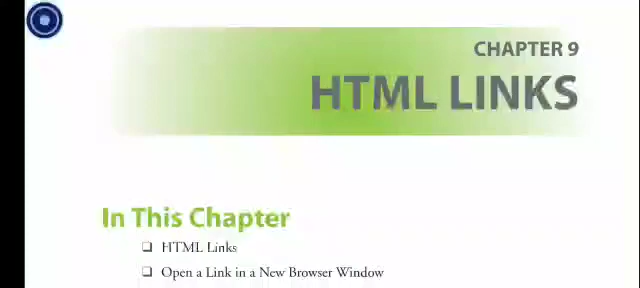 CHAPTER 9
HTML LINKS
In This Chapter
❑ HTML Links
❑ Open a Link in a New Browser Window